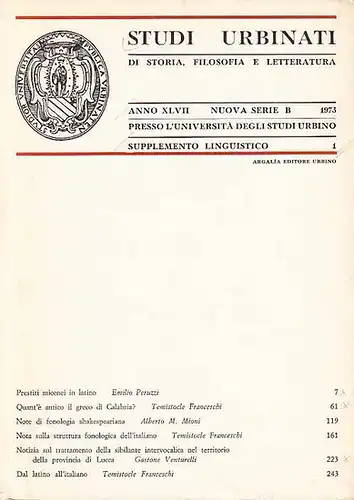 STUDI URBINATI
DI STORIA, FILOSOFIA E LETTERATURA
ANNO XLVII NUOVA SERIE B 1973
PRESSO L'UNIVERSITÀ DEGLI STUDI URBINO
SUPPLEMENTO LINGUISTICO 1
ARGALÌA EDITORE URBINO
Prestiti micenei in latino Emilio Peruzzi 7
Quant'è antico il greco di Calabria? Temistocle Franceschi 61
Note di fonologia shakespeariana Alberto M. Mioni 119
Nota sulla struttura fonologica dell'italiano Temistocle Franceschi 161
Notizia sul trattamento della sibilante intervocalica nel territorio
della provincia di Lucca Gastone Venturelli 223
Dal latino all'italiano Temistocle Franceschi 243